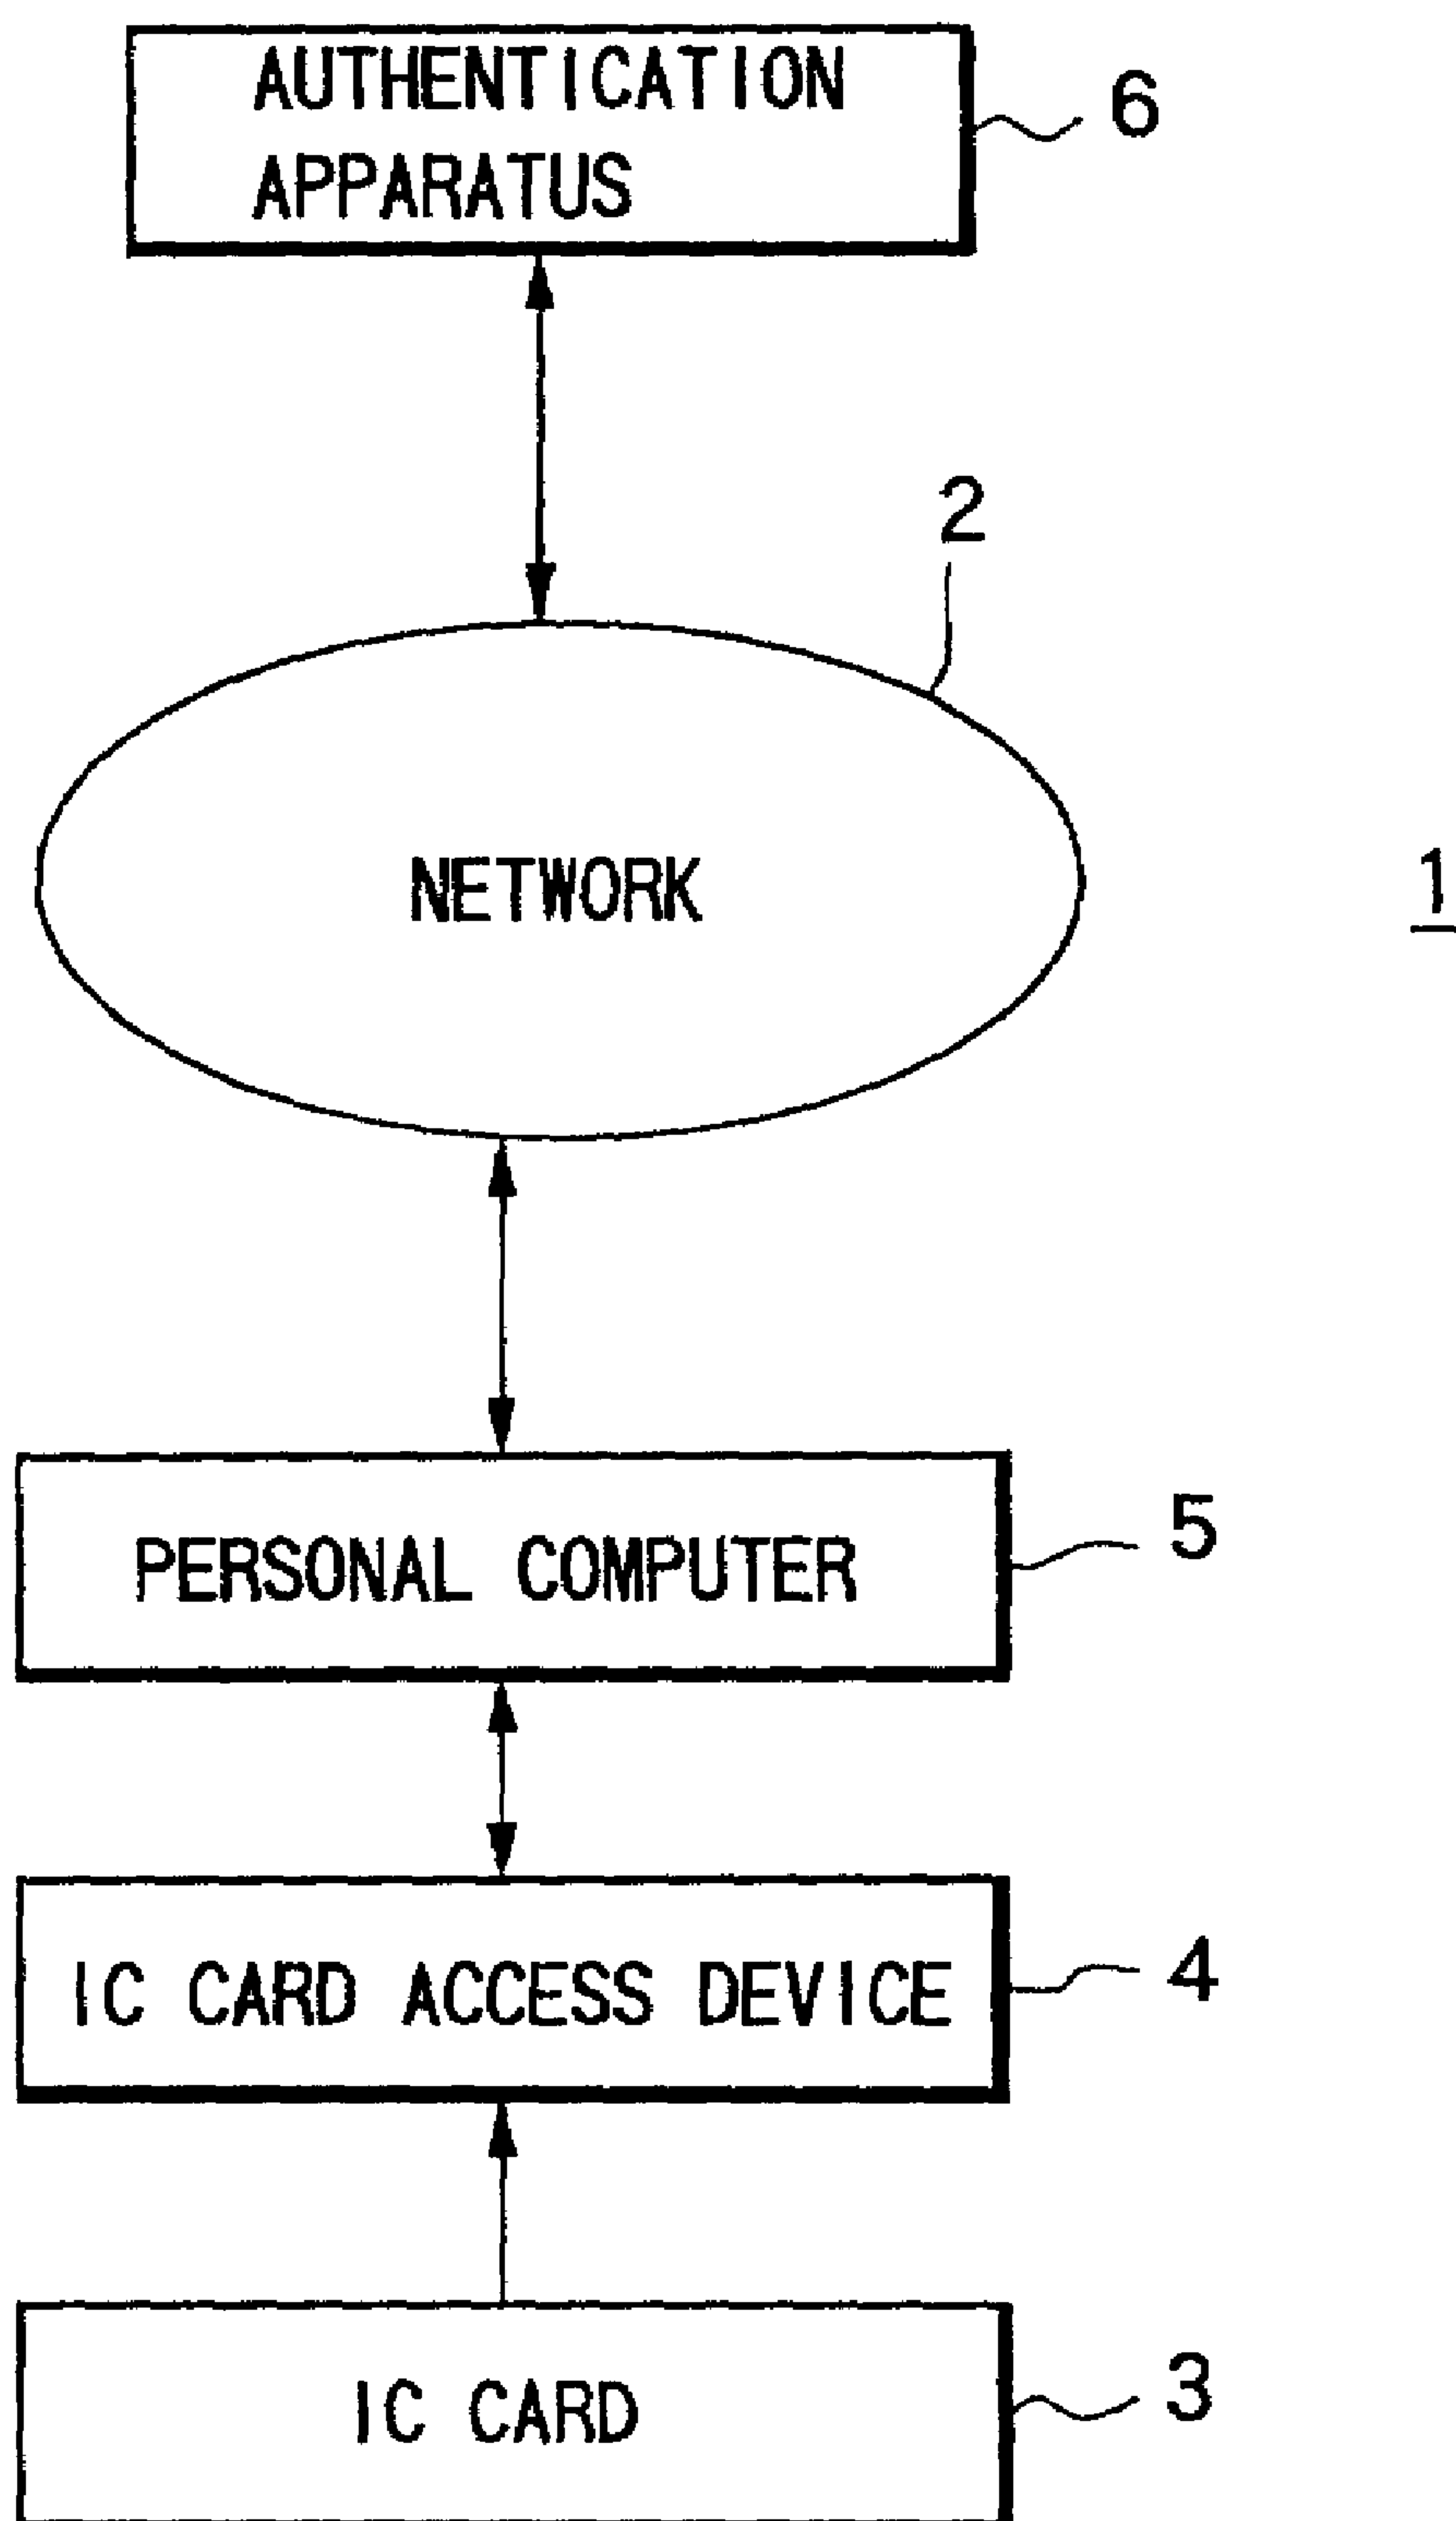 AUTHENTICATION
APPARATUS
6
2
NETWORK
1
PERSONAL COMPUTER
5
IC CARD ACCESS DEVICE
4
IC CARD
3